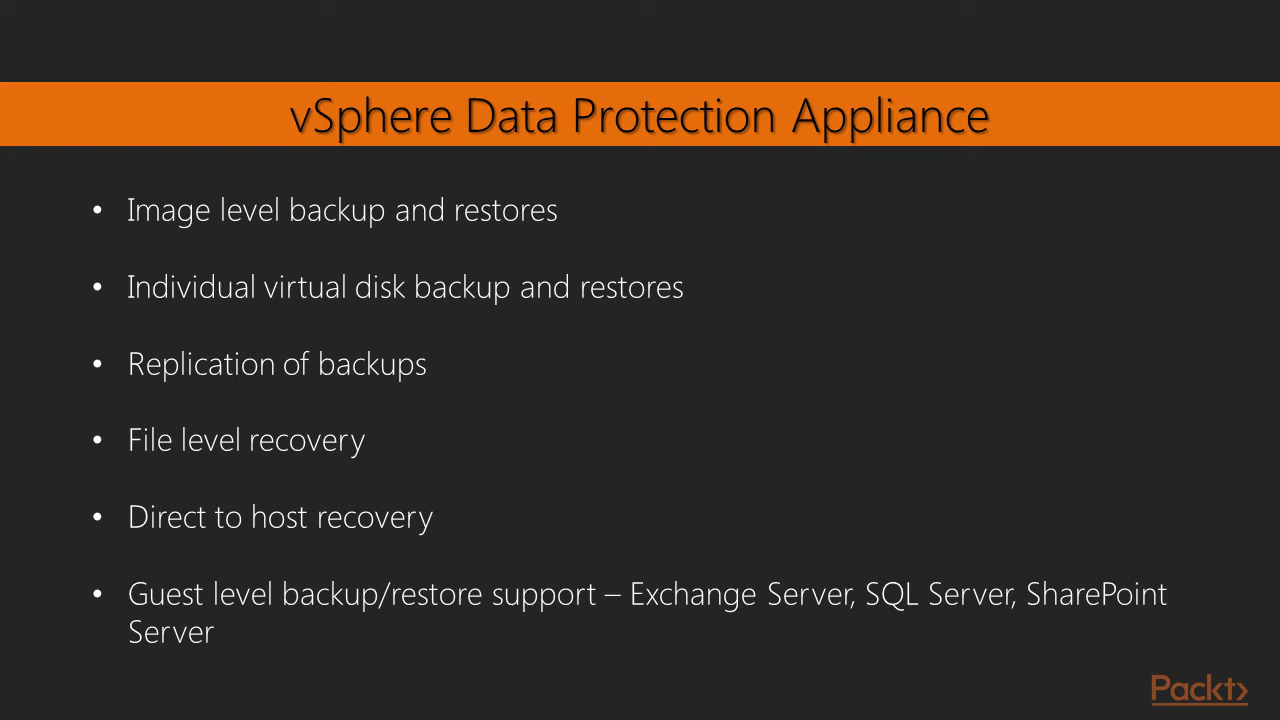 vSphere Data Protection Appliance
• Image level backup and restores
• Individual virtual disk backup and restores
• Replication of backups
• File level recovery
• Direct to host recovery
• Guest level backup/restore support – Exchange Server, SQL Server, SharePoint
Server
Packt>